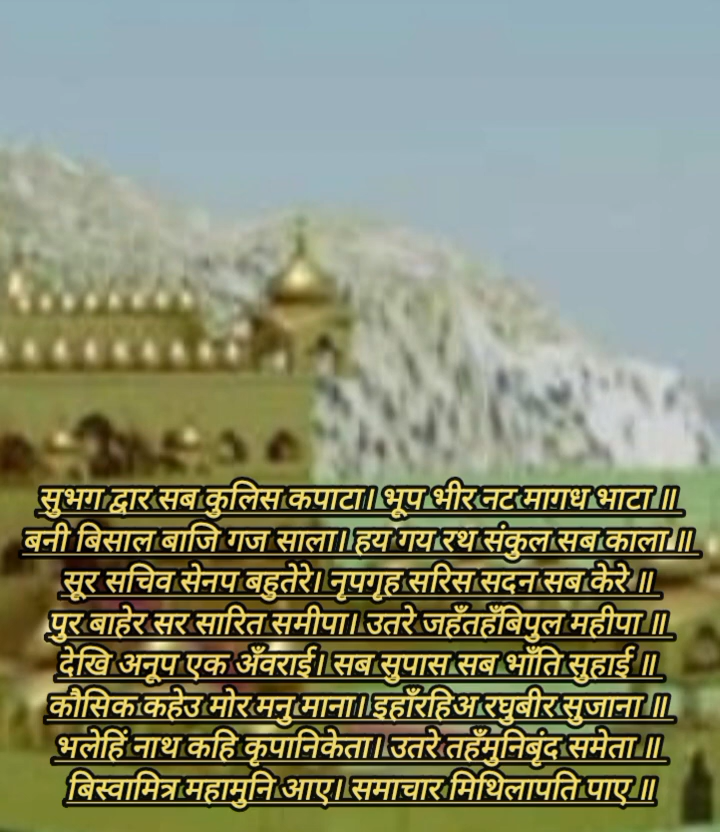 सुभग द्वार सब कुलिस कपाटा। भूप भीर नट मागध भाटा॥
बनी बिसाल बाजि गज साला। हय गय रथ संकुल सब काला॥
सूर सचिव सेनप बहुतेरे। नृपगृह सरिस सदन सब केरे॥
पुर बाहेर सर सारित समीपा। उतरे जहँतहँबिपुल महीपा॥
देखि अनूप एक अँवराई। सब सुपास सब भाँति सुहाई॥
कौसिक कहेउ मोर मनु माना। इहाँरहिअ रघुबीर सुजाना॥
भलेहिं नाथ कहि कृपानिकेता। उतरे तहँमुनिबृंद समेता॥
बिस्वामित्र महामुनि आए। समाचार मिथिलापति पाए॥